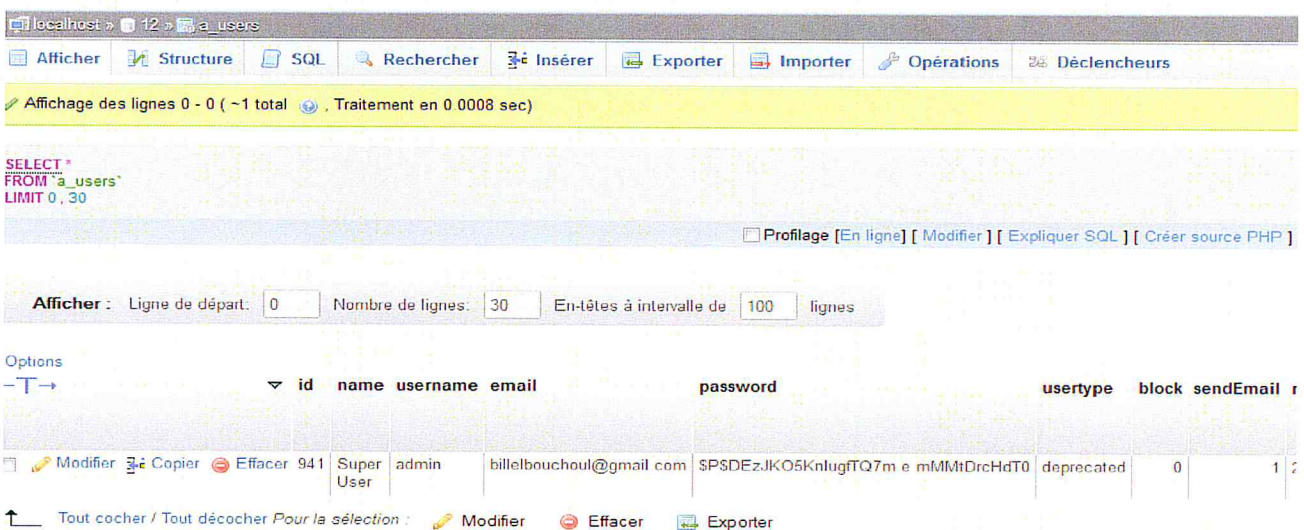 localhost » 12 » a_users
Afficher Structure SQL Rechercher Insérer Exporter Importer Opérations Déclencheurs
Affichage des lignes 0 - 0 ( ~1 total , Traitement en 0.0008 sec)
SELECT *
FROM `a_users`
LIMIT 0 , 30
Profilage [En ligne] [ Modifier ] [ Expliquer SQL ] [ Créer source PHP ]
Afficher : Ligne de départ: 0 Nombre de lignes: 30 En-têtes à intervalle de 100 lignes
Options
id name username email password usertype block sendEmail
Modifier Copier Effacer 941 Super User admin billelbouchoul@gmail com deprecated 0 1
Tout cocher / Tout décocher Pour la sélection : Modifier Effacer Exporter